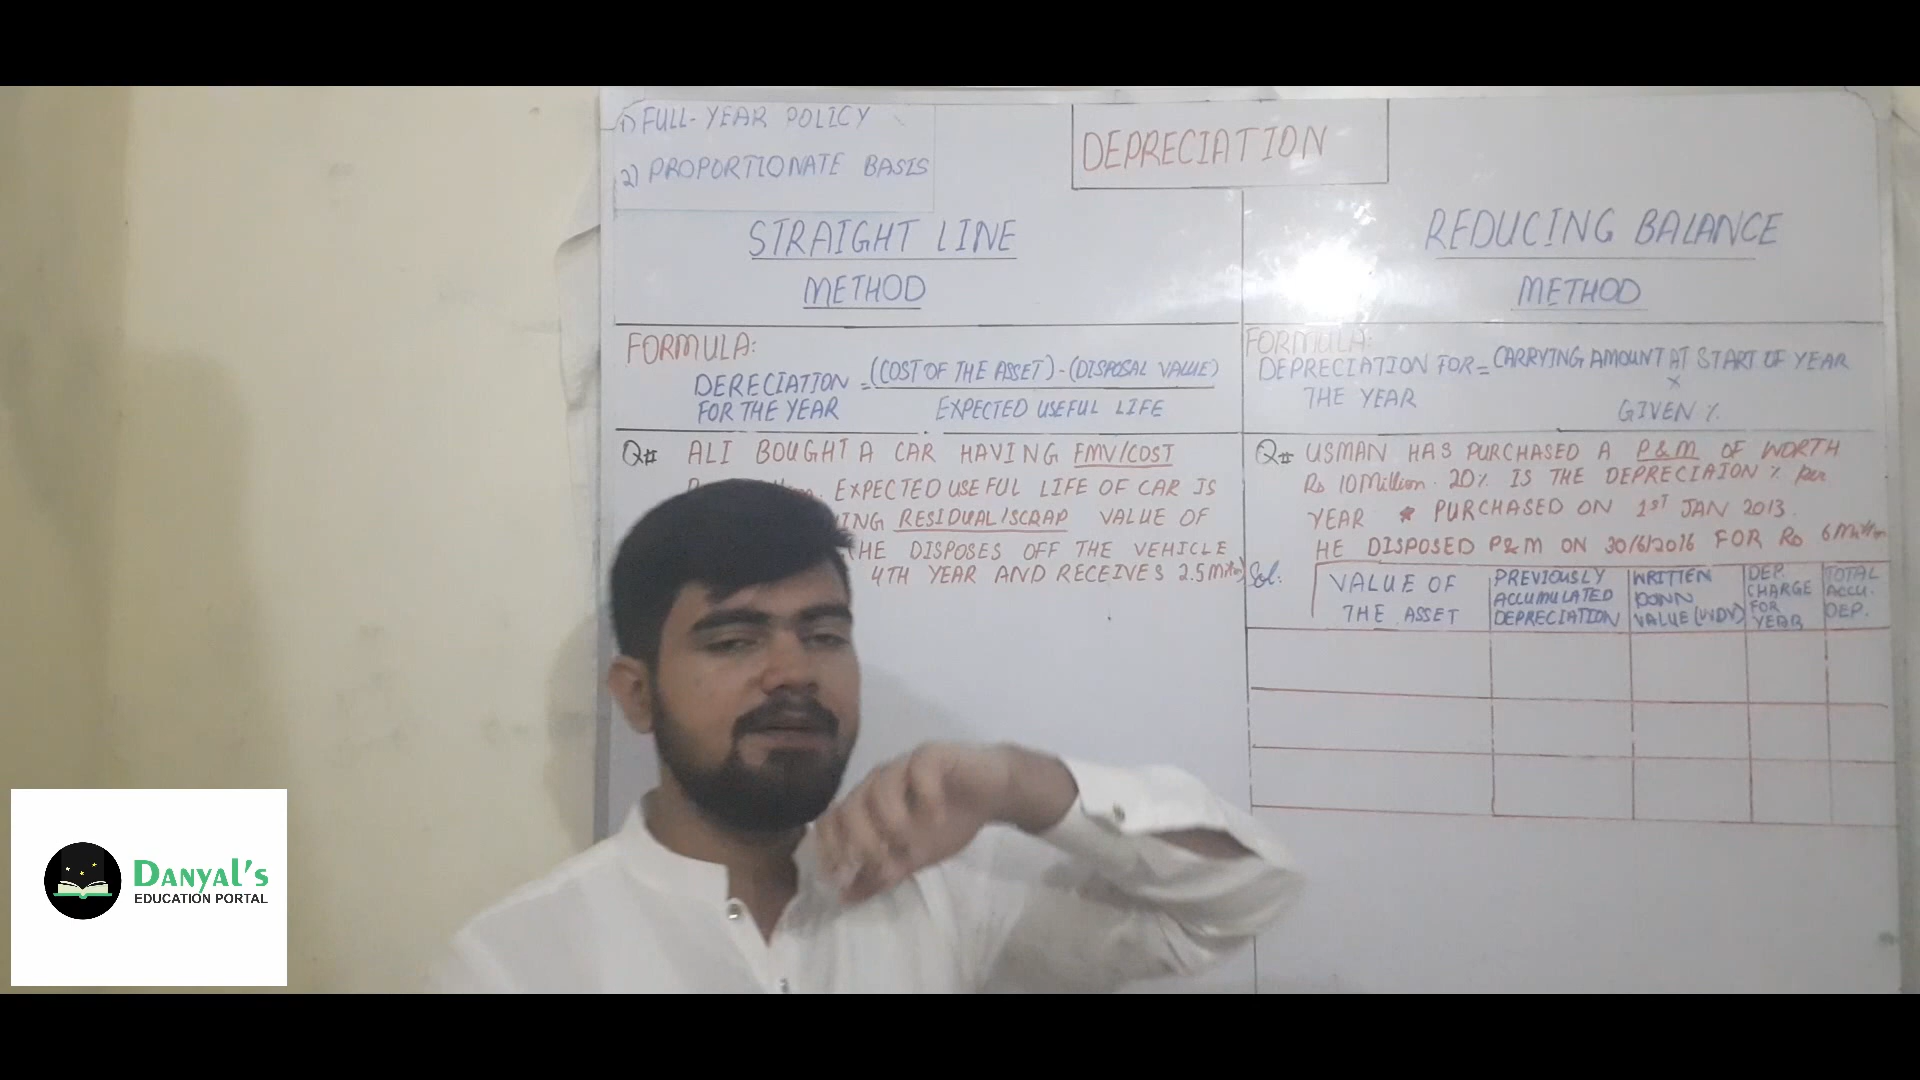 1) FULL-YEAR POLICY
2) PROPORTIONATE BASIS
DEPRECIATION
STRAIGHT LINE
METHOD
FORMULA:
DERECIATION = (COST OF THE ASSET) - (DISPOSAL VALUE)
FOR THE YEAR EXPECTED USEFUL LIFE
Q# ALI BOUGHT A CAR HAVING FMV/COST
EXPECTED USEFUL LIFE OF CAR IS
RESIDUAL/SCRAP VALUE OF
HE DISPOSES OFF THE VEHICLE
4TH YEAR AND RECEIVES 2.5 Million)
REDUCING BALANCE
METHOD
FORMULA:
DEPRECIATION FOR = CARRYING AMOUNT AT START OF YEAR
THE YEAR ×
GIVEN %
Q# USMAN HAS PURCHASED A P&M OF WORTH
Rs 10 Million. 20% IS THE DEPRECIAION % per
YEAR * PURCHASED ON 1ST JAN 2013.
HE DISPOSED P&M ON 30/6/2016 FOR Rs 6 Million
Sol:
VALUE OF
THE ASSET
PREVIOUSLY
ACCUMULATED
DEPRECIATION
WRITTEN
DOWN
VALUE (WDV)
DEP.
CHARGE
FOR
YEAR
TOTAL
ACCU.
DEP.
DANYAL'S
EDUCATION PORTAL